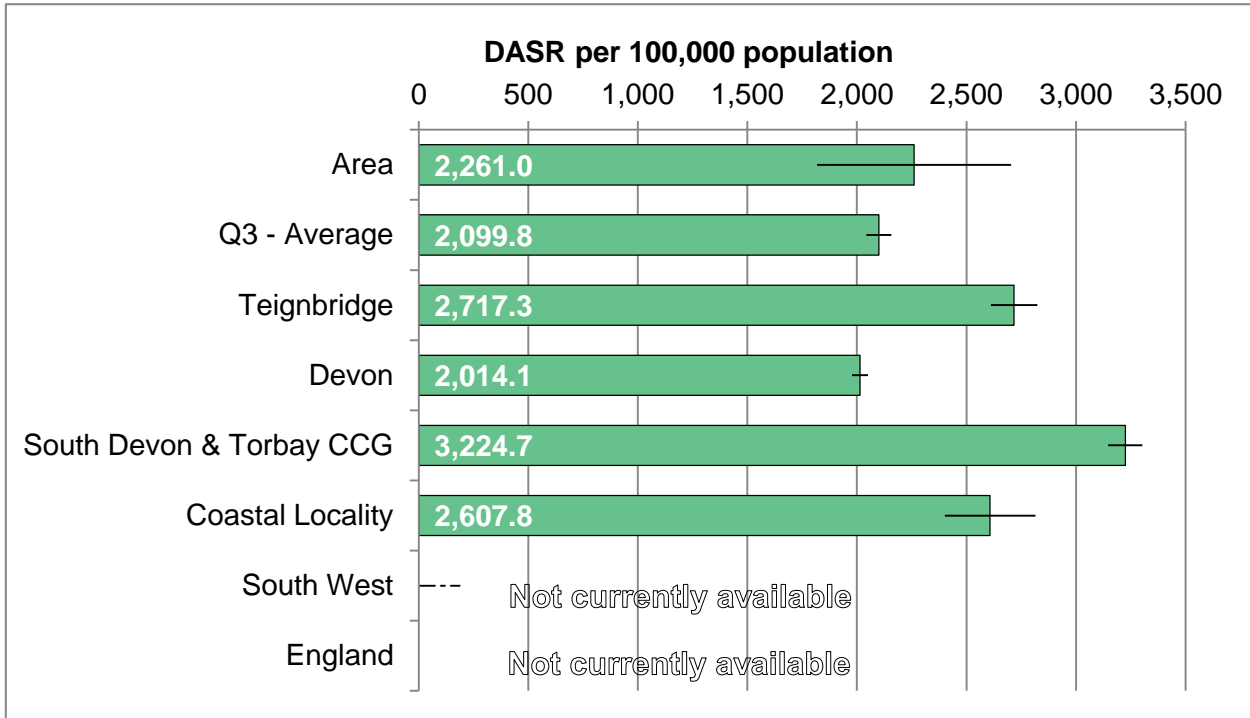 DASR per 100,000 population
0 500 1,000 1,500 2,000 2,500 3,000 3,500
Area 2,261.0
Q3 - Average 2,099.8
Teignbridge 2,717.3
Devon 2,014.1
South Devon & Torbay CCG 3,224.7
Coastal Locality 2,607.8
South West Not currently available
England Not currently available